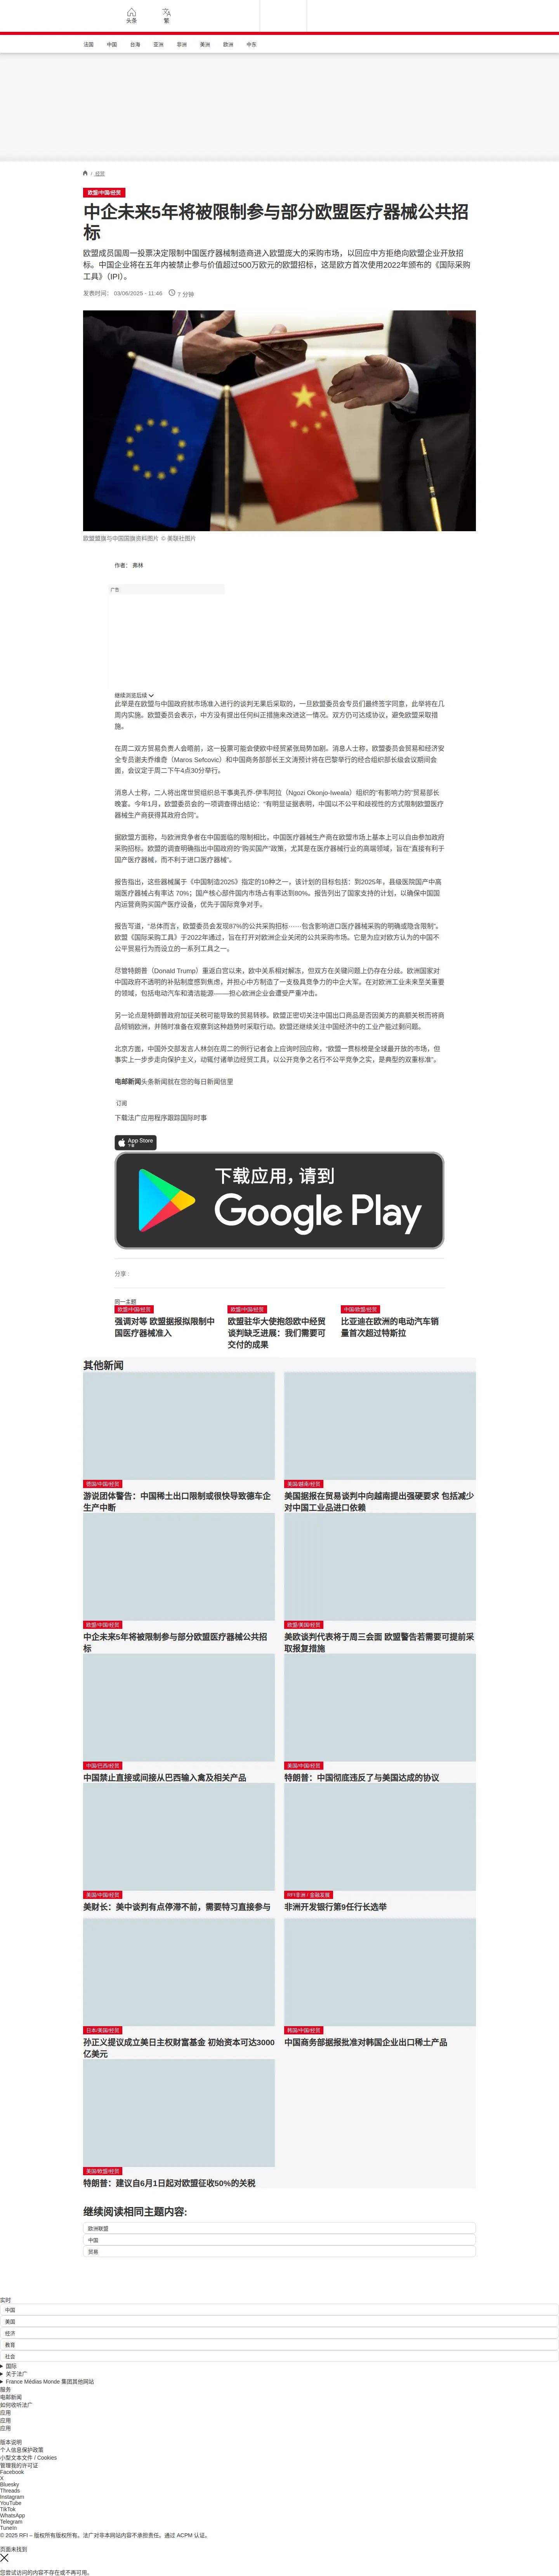 头条
繁
法国
中国
台海
亚洲
非洲
美洲
欧洲
中东
/ 经贸
欧盟/中国/经贸
中企未来5年将被限制参与部分欧盟医疗器械公共招
标
欧盟成员国周一投票决定限制中国医疗器械制造商进入欧盟庞大的采购市场，以回应中方拒绝向欧盟企业开放招
标。中国企业将在五年内被禁止参与价值超过500万欧元的欧盟招标，这是欧方首次使用2022年颁布的《国际采购
工具》（IPI）。
发表时间： 03/06/2025 - 11:46
7 分钟
欧盟盟旗与中国国旗资料图片 © 美联社图片
作者： 弗林
广告
继续浏览后续
此举是在欧盟与中国政府就市场准入进行的谈判无果后采取的，一旦欧盟委员会专员们最终签字同意，此举将在几
周内实施。欧盟委员会表示，中方没有提出任何纠正措施来改进这一情况。双方仍可达成协议，避免欧盟采取措
施。
在周二双方贸易负责人会晤前，这一投票可能会使欧中经贸紧张局势加剧。消息人士称，欧盟委员会贸易和经济安
全专员谢夫乔维奇（Maros Sefcovic）和中国商务部部长王文涛预计将在巴黎举行的经合组织部长级会议期间会
面，会议定于周二下午4点30分举行。
消息人士称，二人将出席世贸组织总干事奥孔乔-伊韦阿拉（Ngozi Okonjo-Iweala）组织的“有影响力的”贸易部长
晚宴。今年1月，欧盟委员会的一项调查得出结论：“有明显证据表明，中国以不公平和歧视性的方式限制欧盟医疗
器械生产商获得其政府合同”。
据欧盟方面称，与欧洲竞争者在中国面临的限制相比，中国医疗器械生产商在欧盟市场上基本上可以自由参加政府
采购招标。欧盟的调查明确指出中国政府的“购买国产”政策，尤其是在医疗器械行业的高端领域，旨在“直接有利于
国产医疗器械，而不利于进口医疗器械”。
报告指出，这些器械属于《中国制造2025》指定的10种之一，该计划的目标包括：到2025年，县级医院国产中高
端医疗器械占有率达 70%；国产核心部件国内市场占有率达到80%。报告列出了国家支持的计划，以确保中国国
内运营商购买国产医疗设备，优先于国际竞争对手。
报告写道，“总体而言，欧盟委员会发现87%的公共采购招标……包含影响进口医疗器械采购的明确或隐含限制”。
欧盟《国际采购工具》于2022年通过，旨在打开对欧洲企业关闭的公共采购市场。它是为应对欧方认为的中国不
公平贸易行为而设立的一系列工具之一。
尽管特朗普（Donald Trump）重返白宫以来，欧中关系相对解冻，但双方在关键问题上仍存在分歧。欧洲国家对
中国政府不透明的补贴制度感到焦虑，并担心中方制造了一支极具竞争力的中企大军。在对欧洲工业未来至关重要
的领域，包括电动汽车和清洁能源——担心欧洲企业会遭受严重冲击。
另一论点是特朗普政府加征关税可能导致的贸易转移。欧盟正密切关注中国出口商品是否因美方的高额关税而将商
品倾销欧洲，并随时准备在观察到这种趋势时采取行动。欧盟还继续关注中国经济中的工业产能过剩问题。
北京方面，中国外交部发言人林剑在周二的例行记者会上应询时回应称，“欧盟一贯标榜是全球最开放的市场，但
事实上一步步走向保护主义，动辄付诸单边经贸工具，以公开竞争之名行不公平竞争之实，是典型的双重标准”。
电邮新闻头条新闻就在您的每日新闻信里
订阅
下载法广应用程序跟踪国际时事
App Store
下载
下载应用，请到
Google Play
分享 :
同一主题
欧盟/中国/经贸
强调对等 欧盟据报拟限制中
国医疗器械准入
欧盟/中国/经贸
欧盟驻华大使抱怨欧中经贸
谈判缺乏进展：我们需要可
交付的成果
中国/欧盟/经贸
比亚迪在欧洲的电动汽车销
量首次超过特斯拉
其他新闻
德国/中国/经贸
游说团体警告：中国稀土出口限制或很快导致德车企
生产中断
美国/越南/经贸
美国据报在贸易谈判中向越南提出强硬要求 包括减少
对中国工业品进口依赖
欧盟/中国/经贸
中企未来5年将被限制参与部分欧盟医疗器械公共招
标
欧盟/美国/经贸
美欧谈判代表将于周三会面 欧盟警告若需要可提前采
取报复措施
中国/巴西/经贸
中国禁止直接或间接从巴西输入禽及相关产品
美国/中国/经贸
特朗普：中国彻底违反了与美国达成的协议
美国/中国/经贸
美财长：美中谈判有点停滞不前，需要特习直接参与
RFI非洲 / 金融发展
非洲开发银行第9任行长选举
日本/美国/经贸
孙正义提议成立美日主权财富基金 初始资本可达3000
亿美元
韩国/中国/经贸
中国商务部据报批准对韩国企业出口稀土产品
美国/欧盟/经贸
特朗普：建议自6月1日起对欧盟征收50%的关税
继续阅读相同主题内容:
欧洲联盟
中国
贸易
实时
中国
美国
经济
教育
社会
国际
关于法广
France Médias Monde 集团其他网站
服务
电邮新闻
如何收听法广
应用
应用
应用
版本说明
个人信息保护政策
小型文本文件 / Cookies
管理我的许可证
Facebook
X
Bluesky
Threads
Instagram
YouTube
TikTok
WhatsApp
Telegram
TuneIn
© 2025 RFI – 版权所有版权所有。法广对非本网站内容不承担责任。通过 ACPM 认证。
页面未找到
您尝试访问的内容不存在或不再可用。